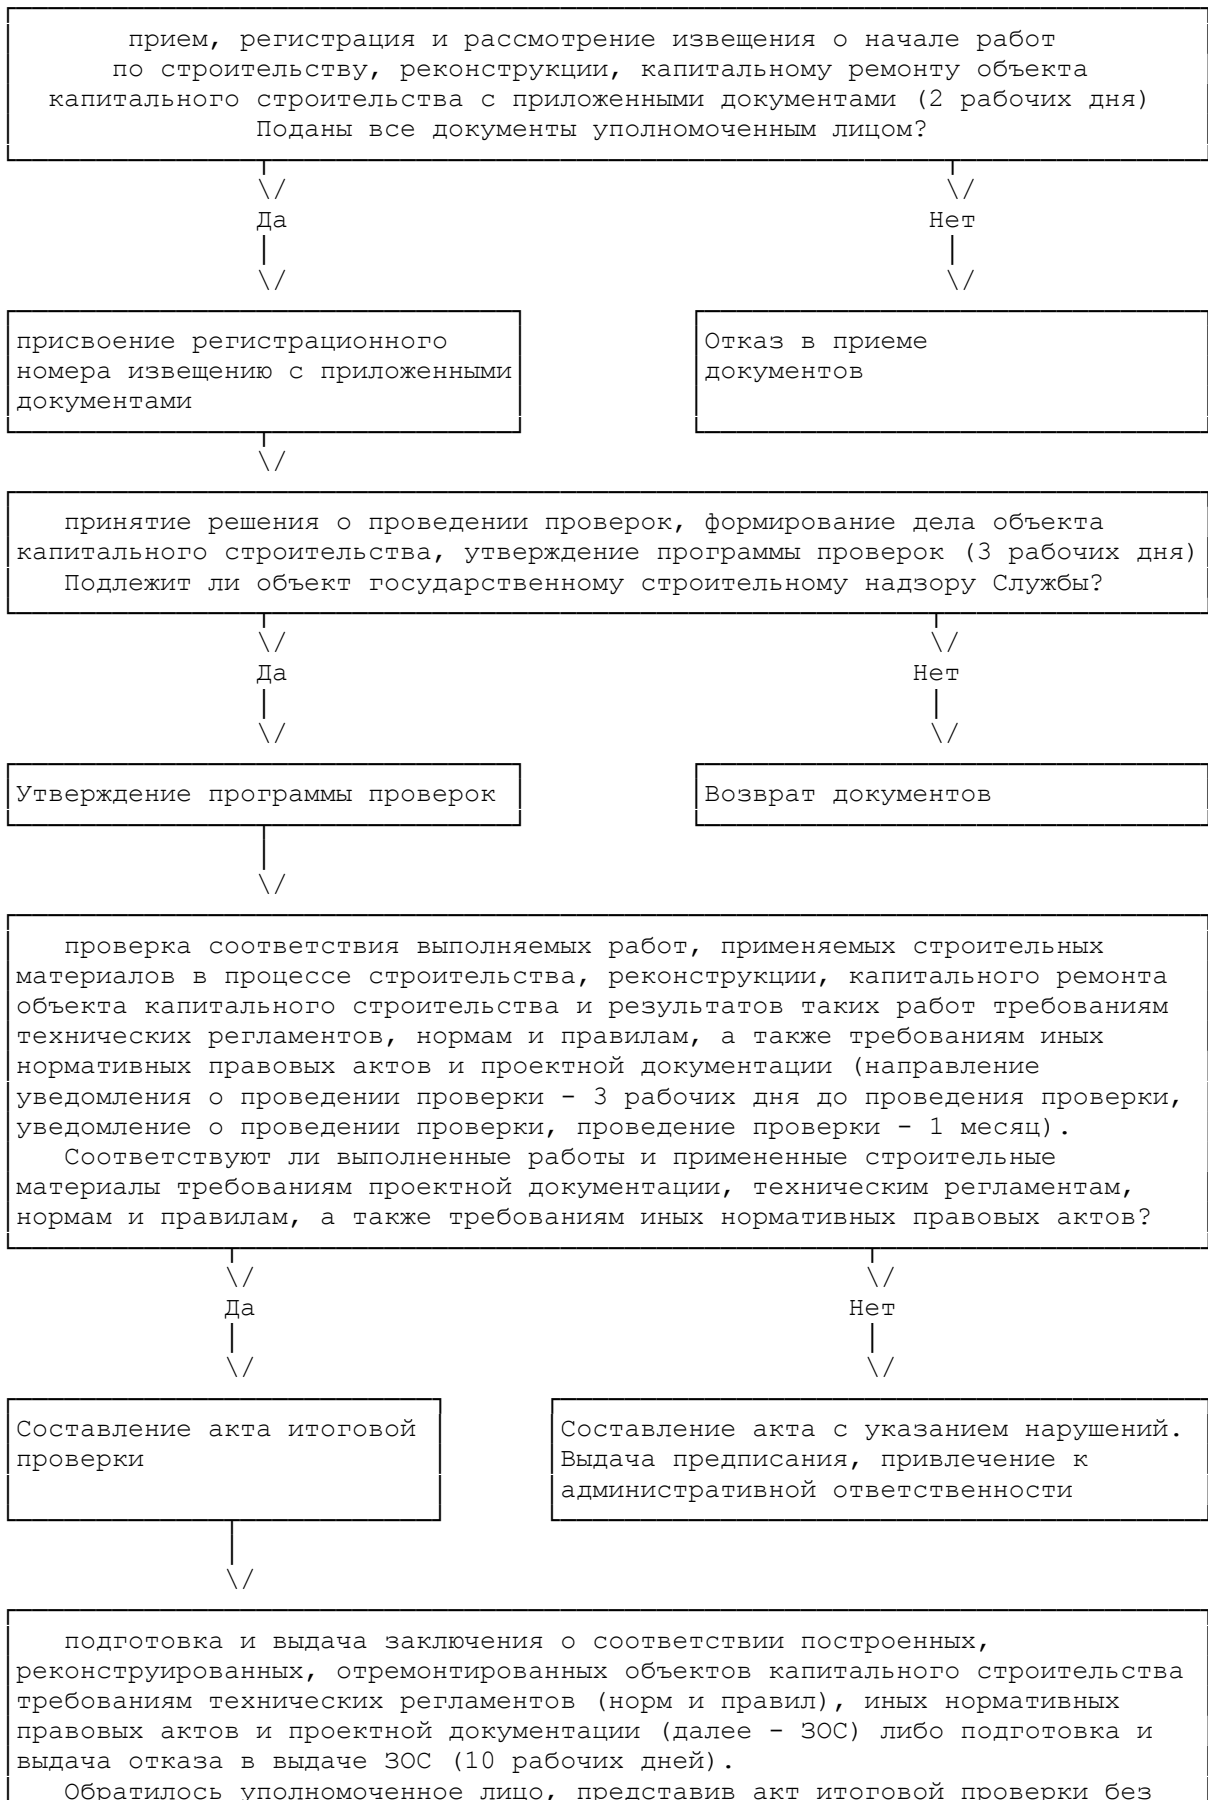 прием, регистрация и рассмотрение извещения о начале работ
по строительству, реконструкции, капитальному ремонту объекта
капитального строительства с приложенными документами (2 рабочих дня)
Поданы все документы уполномоченным лицом?
Да
Нет
присвоение регистрационного
номера извещению с приложенными
документами
Отказ в приеме
документов
принятие решения о проведении проверок, формирование дела объекта
капитального строительства, утверждение программы проверок (3 рабочих дня)
Подлежит ли объект государственному строительному надзору Службы?
Да
Нет
Утверждение программы проверок
Возврат документов
проверка соответствия выполняемых работ, применяемых строительных
материалов в процессе строительства, реконструкции, капитального ремонта
объекта капитального строительства и результатов таких работ требованиям
технических регламентов, нормам и правилам, а также требованиям иных
нормативных правовых актов и проектной документации (направление
уведомления о проведении проверки - 3 рабочих дня до проведения проверки,
уведомление о проведении проверки, проведение проверки - 1 месяц).
Соответствуют ли выполненные работы и примененные строительные
материалы требованиям проектной документации, техническим регламентам,
нормам и правилам, а также требованиям иных нормативных правовых актов?
Да
Нет
Составление акта итоговой
проверки
Составление акта с указанием нарушений.
Выдача предписания, привлечение к
административной ответственности
подготовка и выдача заключения о соответствии построенных,
реконструированных, отремонтированных объектов капитального строительства
требованиям технических регламентов (норм и правил), иных нормативных
правовых актов и проектной документации (далее - ЗОС) либо подготовка и
выдача отказа в выдаче ЗОС (10 рабочих дней).
Обратилось уполномоченное лицо, представив акт итоговой проверки без